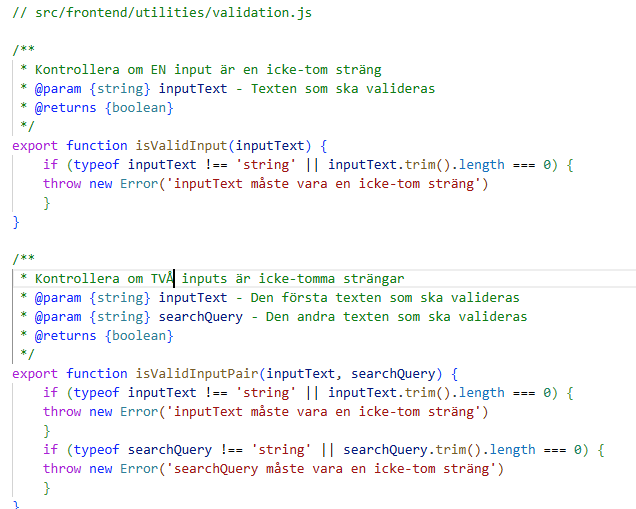 // src/frontend/utilities/validation.js
/**
* Kontrollera om EN input är en icke-tom sträng
* @param {string} inputText - Texten som ska valideras
* @returns {boolean}
*/
export function isValidInput(inputText) {
if (typeof inputText !== 'string' || inputText.trim().length === 0) {
throw new Error('inputText måste vara en icke-tom sträng')
}
}
/**
* Kontrollera om TVÅ inputs är icke-tomma strängar
* @param {string} inputText - Den första texten som ska valideras
* @param {string} searchQuery - Den andra texten som ska valideras
* @returns {boolean}
*/
export function isValidInputPair(inputText, searchQuery) {
if (typeof inputText !== 'string' || inputText.trim().length === 0) {
throw new Error('inputText måste vara en icke-tom sträng')
}
if (typeof searchQuery !== 'string' || searchQuery.trim().length === 0) {
throw new Error('searchQuery måste vara en icke-tom sträng')
}
}